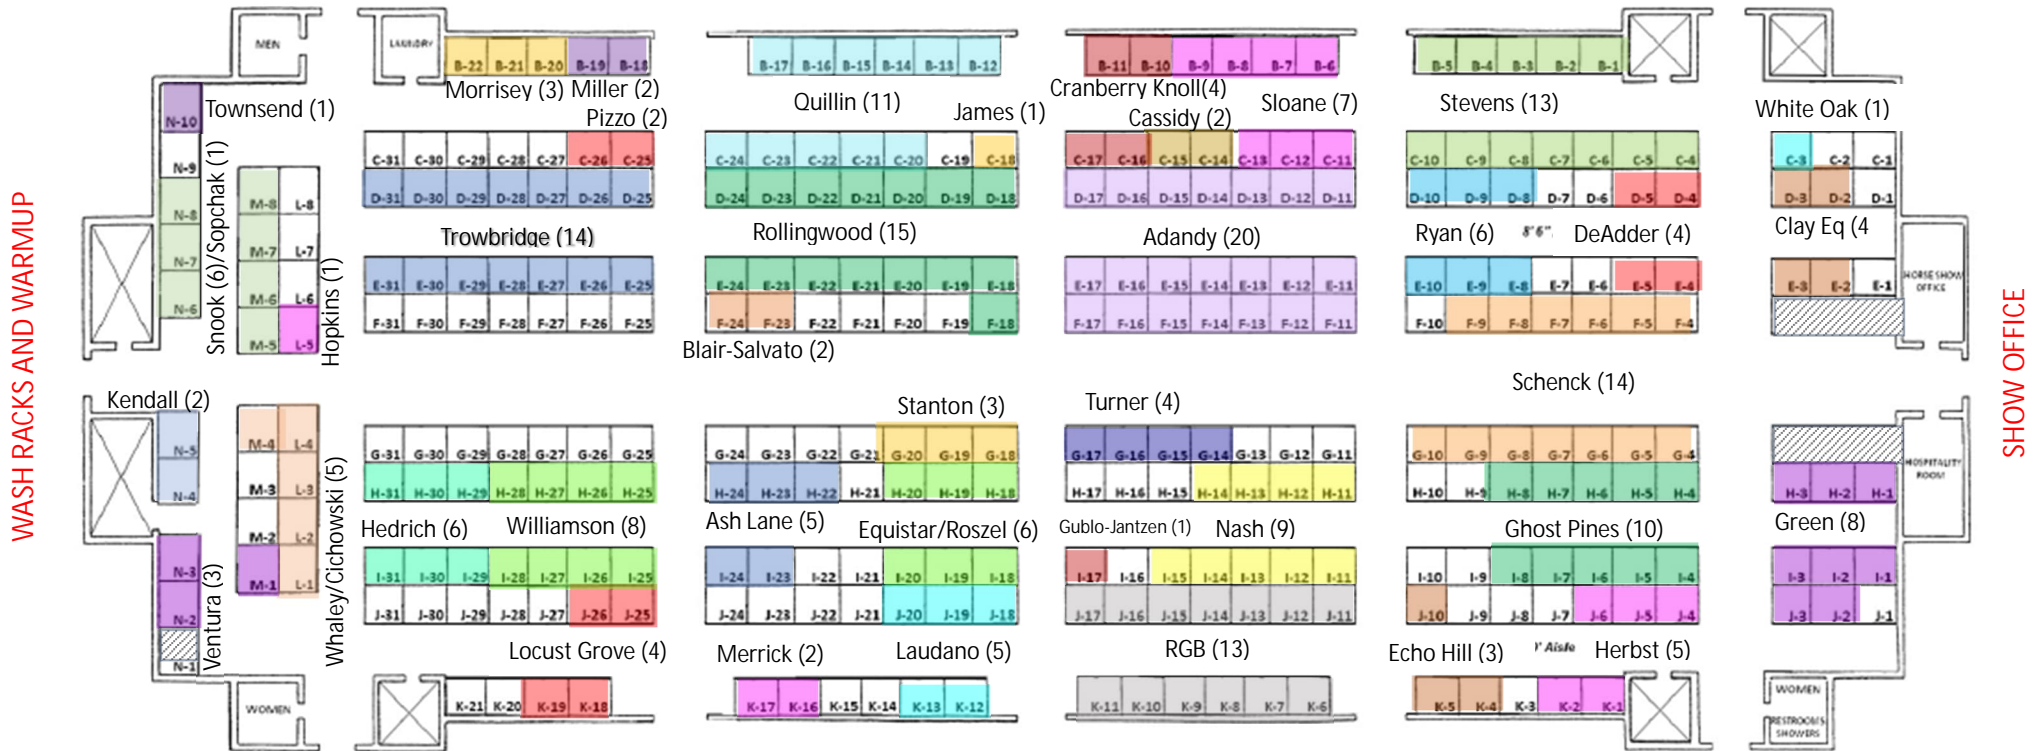 MEN
LAUNDRY
B-22 B-21 B-20 B-19 B-18
B-17 B-16 B-15 B-14 B-13 B-12
B-11 B-10 B-9 B-8 B-7 B-6
B-5 B-4 B-3 B-2 B-1
Morrisey (3) Miller (2)
Pizzo (2)
Quillin (11)
James (1)
Cranberry Knoll(4)
Cassidy (2)
Sloane (7)
Stevens (13)
White Oak (1)
Townsend (1)
N-10
N-9
N-8
N-7
N-6
Snook (6)/Sopchak (1)
M-8 L-8
M-7 L-7
M-6 L-6
M-5 L-5
Hopkins (1)
WASH RACKS AND WARMUP
C-31 C-30 C-29 C-28 C-27 C-26 C-25
D-31 D-30 D-29 D-28 D-27 D-26 D-25
C-24 C-23 C-22 C-21 C-20 C-19 C-18
D-24 D-23 D-22 D-21 D-20 D-19 D-18
C-17 C-16 C-15 C-14 C-13 C-12 C-11
D-17 D-16 D-15 D-14 D-13 D-12 D-11
C-10 C-9 C-8 C-7 C-6 C-5 C-4
D-10 D-9 D-8 D-7 D-6 D-5 D-4
C-3 C-2 C-1
D-3 D-2 D-1
Trowbridge (14)
Rollingwood (15)
Adandy (20)
Ryan (6) 8'6" DeAdder (4)
Clay Eq (4
E-31 E-30 E-29 E-28 E-27 E-26 E-25
F-31 F-30 F-29 F-28 F-27 F-26 F-25
E-24 E-23 E-22 E-21 E-20 E-19 E-18
F-24 F-23 F-22 F-21 F-20 F-19 F-18
E-17 E-16 E-15 E-14 E-13 E-12 E-11
F-17 F-16 F-15 F-14 F-13 F-12 F-11
E-10 E-9 E-8 E-7 E-6 E-5 E-4
F-10 F-9 F-8 F-7 F-6 F-5 F-4
E-3 E-2 E-1
HORSE SHOW
OFFICE
SHOW OFFICE
Blair-Salvato (2)
Kendall (2)
Stanton (3)
Turner (4)
Schenck (14)
N-5
N-4
N-3
N-2
N-1
Ventura (3)
M-4 L-4
M-3 L-3
M-2 L-2
M-1 L-1
Whaley/Cichowski (5)
G-31 G-30 G-29 G-28 G-27 G-26 G-25
H-31 H-30 H-29 H-28 H-27 H-26 H-25
G-24 G-23 G-22 G-21 G-20 G-19 G-18
H-24 H-23 H-22 H-21 H-20 H-19 H-18
G-17 G-16 G-15 G-14 G-13 G-12 G-11
H-17 H-16 H-15 H-14 H-13 H-12 H-11
G-10 G-9 G-8 G-7 G-6 G-5 G-4
H-10 H-9 H-8 H-7 H-6 H-5 H-4
H-3 H-2 H-1
HOSPITALITY
ROOM
Hedrich (6) Williamson (8)
Ash Lane (5) Equistar/Roszel (6)
Gublo-Jantzen (1) Nash (9)
Ghost Pines (10)
Green (8)
I-31 I-30 I-29 I-28 I-27 I-26 I-25
J-31 J-30 J-29 J-28 J-27 J-26 J-25
I-24 I-23 I-22 I-21 I-20 I-19 I-18
J-24 J-23 J-22 J-21 J-20 J-19 J-18
I-17 I-16 I-15 I-14 I-13 I-12 I-11
J-17 J-16 J-15 J-14 J-13 J-12 J-11
I-10 I-9 I-8 I-7 I-6 I-5 I-4
J-10 J-9 J-8 J-7 J-6 J-5 J-4
I-3 I-2 I-1
J-3 J-2 J-1
Locust Grove (4)
Merrick (2)
Laudano (5)
RGB (13)
Echo Hill (3) ' Aisle Herbst (5)
WOMEN
K-21 K-20 K-19 K-18
K-17 K-16 K-15 K-14 K-13 K-12
K-11 K-10 K-9 K-8 K-7 K-6
K-5 K-4 K-3 K-2 K-1
WOMEN
RESTROOMS
SHOWERS